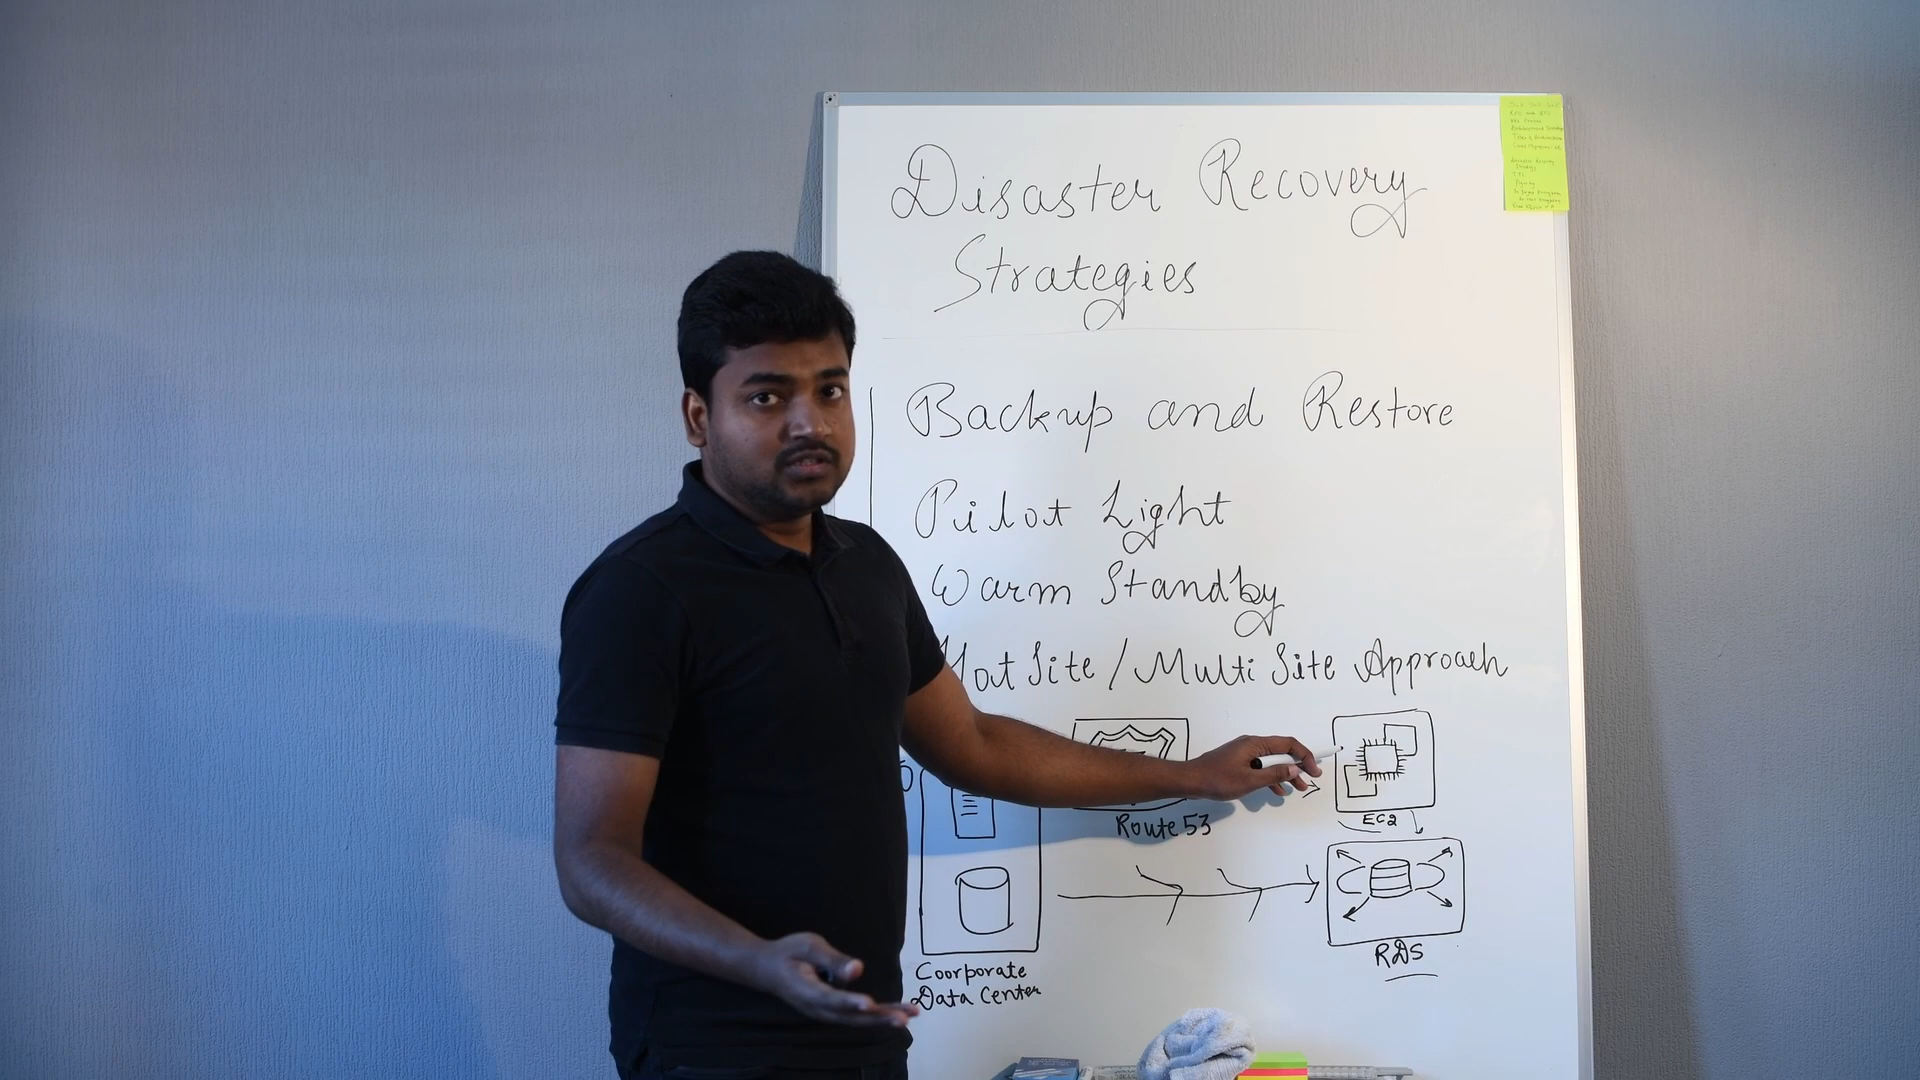 Disaster Recovery
Strategies
Backup and Restore
Pilot Light
Warm Standby
Hot Site / Multi Site Approach
Route 53
EC2
RDS
Coorporate
Data Center